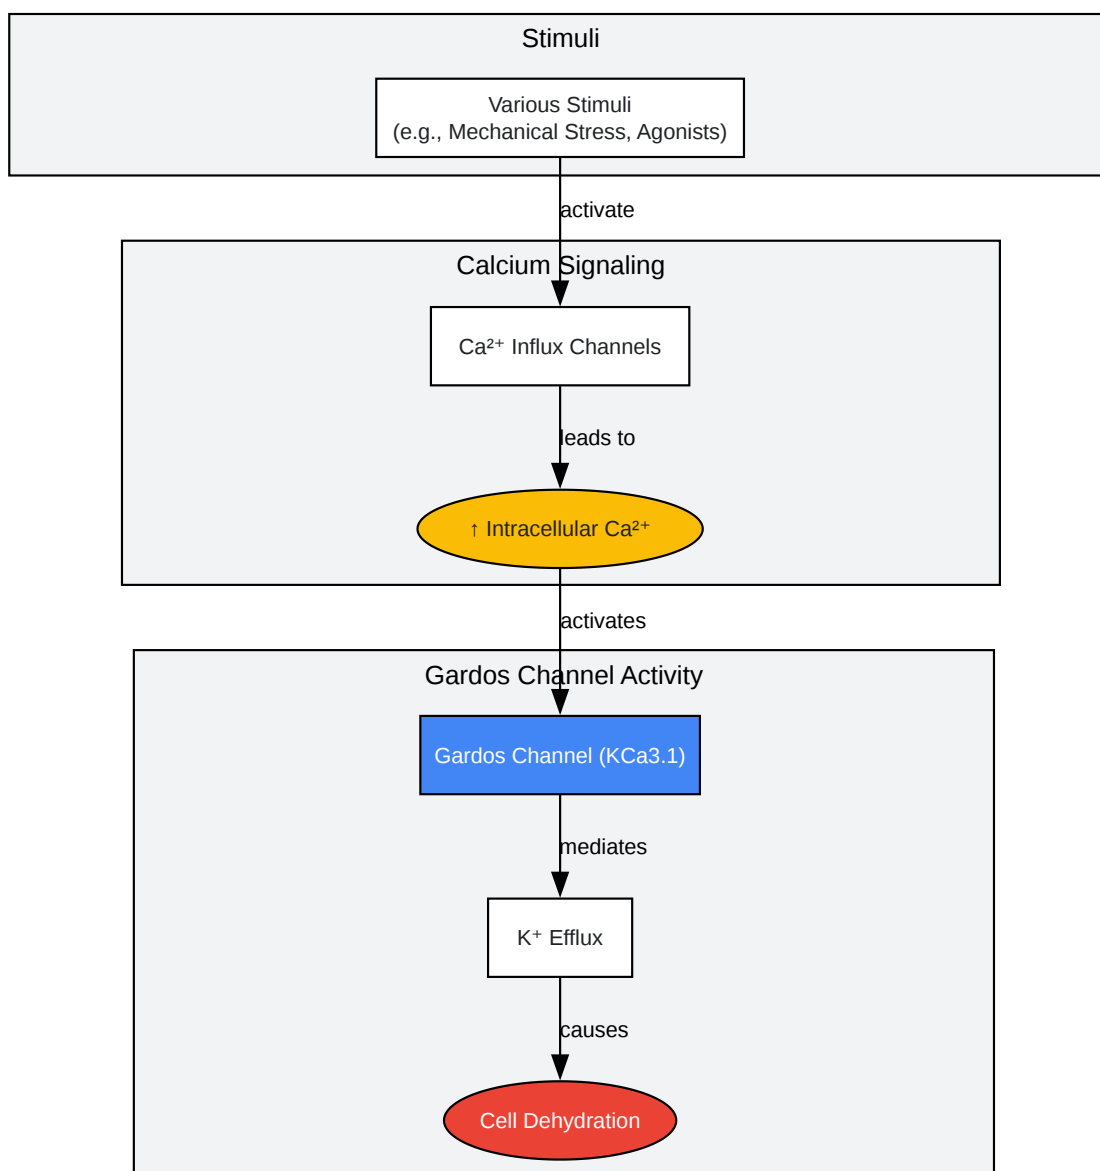 Stimuli
Various Stimuli
(e.g., Mechanical Stress, Agonists)
activate
Calcium Signaling
Ca²⁺ Influx Channels
leads to
↑ Intracellular Ca²⁺
activates
Gardos Channel Activity
Gardos Channel (KCa3.1)
mediates
K⁺ Efflux
causes
Cell Dehydration